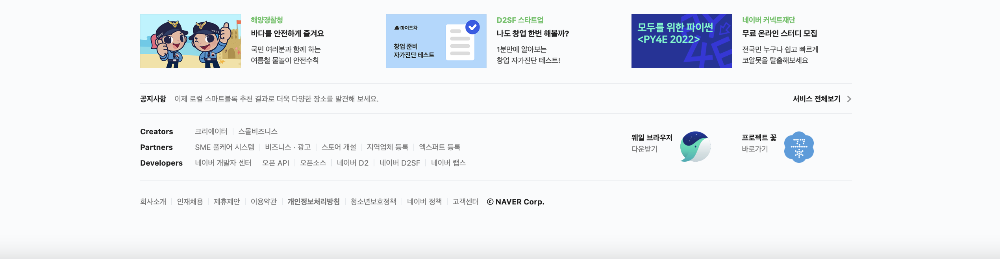 해양경찰청
바다를 안전하게 즐겨요
국민 여러분과 함께 하는
여름철 물놀이 안전수칙
마이프차
창업 준비
자가진단 테스트
D2SF 스타트업
나도 창업 한번 해볼까?
1분만에 알아보는
창업 자가진단 테스트!
모두를 위한 파이썬
<PY4E 2022>
네이버 커넥트재단
무료 온라인 스터디 모집
전국민 누구나 쉽고 빠르게
코알못을 탈출해보세요
공지사항 이제 로컬 스마트블록 추천 결과로 더욱 다양한 장소를 발견해 보세요. 서비스 전체보기
Creators 크리에이터 스몰비즈니스
Partners SME 풀케어 시스템 비즈니스 · 광고 스토어 개설 지역업체 등록 엑스퍼트 등록
Developers 네이버 개발자 센터 오픈 API 오픈소스 네이버 D2 네이버 D2SF 네이버 랩스
웨일 브라우저
다운받기
프로젝트 꽃
바로가기
꽃
회사소개 인재채용 제휴제안 이용약관 개인정보처리방침 청소년보호정책 네이버 정책 고객센터 ⓒ NAVER Corp.